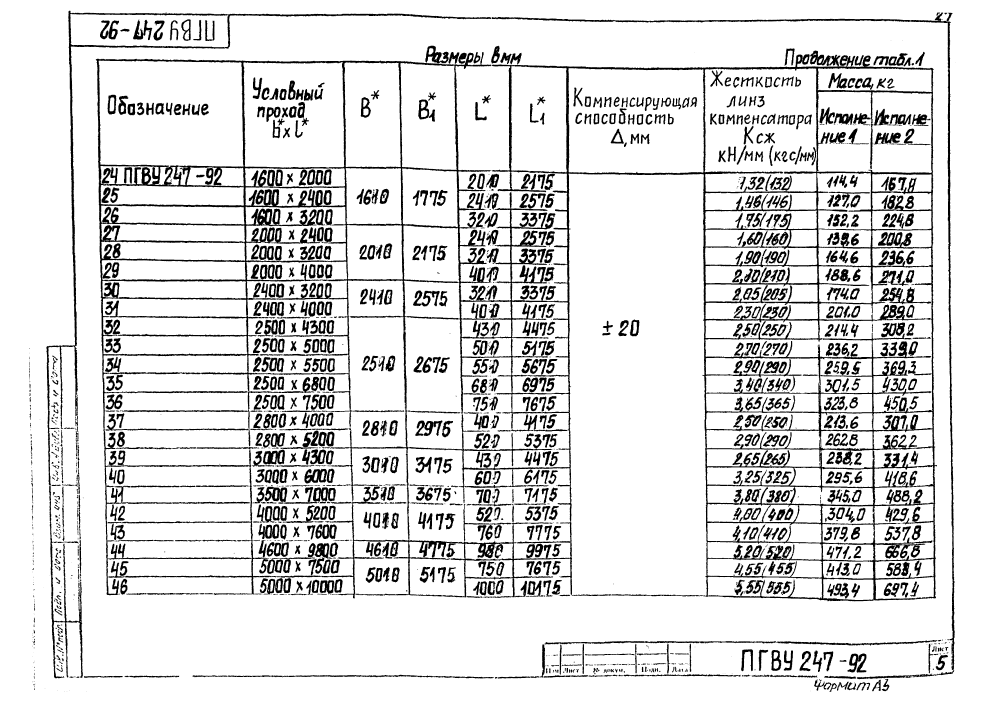 27
ПГВУ 247-92
Размеры в мм
Продолжение табл.1
Обозначение | Условный проход b*x l* | B* | B₁* | L* | L₁* | Компенсирующая способность Δ, мм | Жесткость линз компенсатора Ксж кН/мм (кгс/мм) | Масса, кг
Исполнение 1 | Исполнение 2
24 ПГВУ 247-92 | 1600 x 2000 | 1610 | 1775 | 2010 | 2175 | ± 20 | 1,32(132) | 114,4 | 167,8
25 | 1600 x 2400 | 2410 | 2575 | 1,46(146) | 127,0 | 182,8
26 | 1600 x 3200 | 3210 | 3375 | 1,75(175) | 152,2 | 224,8
27 | 2000 x 2400 | 2010 | 2175 | 2410 | 2575 | 1,60(160) | 139,6 | 200,8
28 | 2000 x 3200 | 3210 | 3375 | 1,90(190) | 164,6 | 236,6
29 | 2000 x 4000 | 4010 | 4175 | 2,10(210) | 188,6 | 271,0
30 | 2400 x 3200 | 2410 | 2575 | 3210 | 3375 | 2,05(205) | 174,0 | 254,8
31 | 2400 x 4000 | 4010 | 4175 | 2,30(230) | 201,0 | 289,0
32 | 2500 x 4300 | 2510 | 2675 | 4310 | 4475 | 2,50(250) | 214,4 | 308,2
33 | 2500 x 5000 | 5010 | 5175 | 2,70(270) | 236,2 | 339,0
34 | 2500 x 5500 | 5510 | 5675 | 2,90(290) | 259,6 | 369,3
35 | 2500 x 6800 | 6810 | 6975 | 3,40(340) | 301,5 | 430,0
36 | 2500 x 7500 | 7510 | 7675 | 3,65(365) | 323,8 | 450,5
37 | 2800 x 4000 | 2810 | 2975 | 4010 | 4175 | 2,50(250) | 213,6 | 307,0
38 | 2800 x 5200 | 5210 | 5375 | 2,90(290) | 262,8 | 362,2
39 | 3000 x 4300 | 3010 | 3175 | 4310 | 4475 | 2,65(265) | 238,2 | 331,4
40 | 3000 x 6000 | 6010 | 6175 | 3,25(325) | 295,6 | 418,6
41 | 3500 x 7000 | 3510 | 3675 | 7010 | 7175 | 3,80(380) | 345,0 | 488,2
42 | 4000 x 5200 | 4010 | 4175 | 5210 | 5375 | 4,00(400) | 304,0 | 429,6
43 | 4000 x 7600 | 7610 | 7775 | 4,10(410) | 379,8 | 537,8
44 | 4600 x 9800 | 4610 | 4775 | 9810 | 9975 | 5,20(520) | 471,2 | 666,8
45 | 5000 x 7500 | 5010 | 5175 | 7510 | 7675 | 4,55(455) | 413,0 | 588,4
46 | 5000 x 10000 | 10010 | 10175 | 5,55(555) | 493,4 | 697,4
Изм Лист № докум. Подп. Дата
ПГВУ 247-92
Лист
5
Формат А3